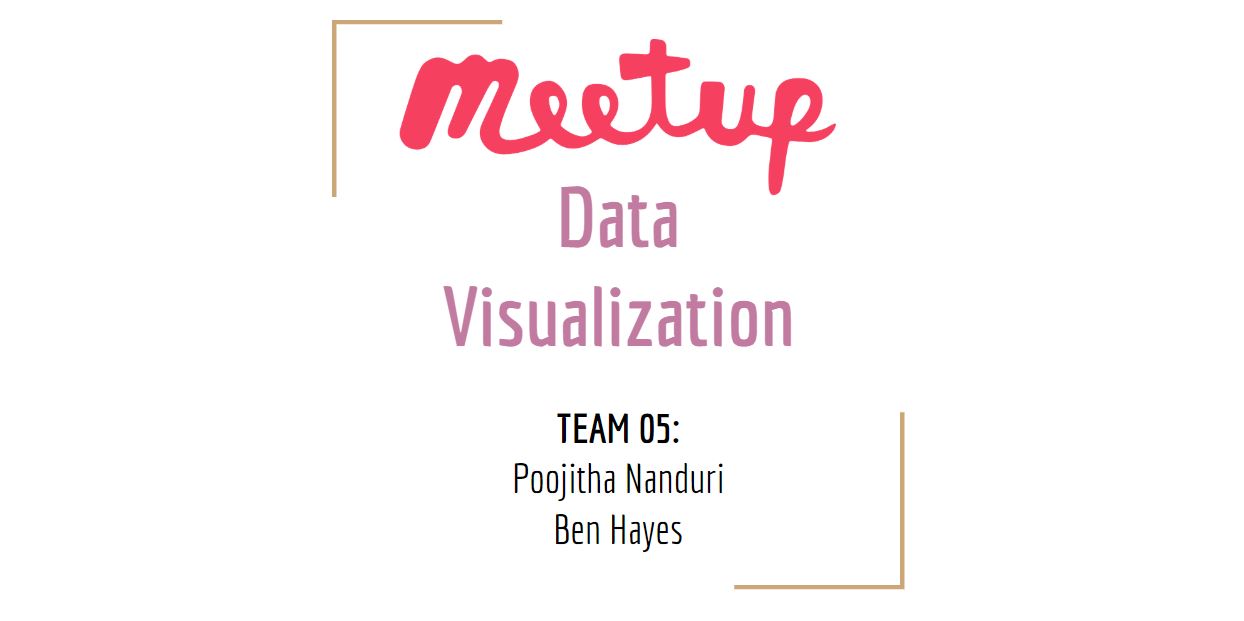 meetup
Data
Visualization
TEAM 05:
Poojitha Nanduri
Ben Hayes